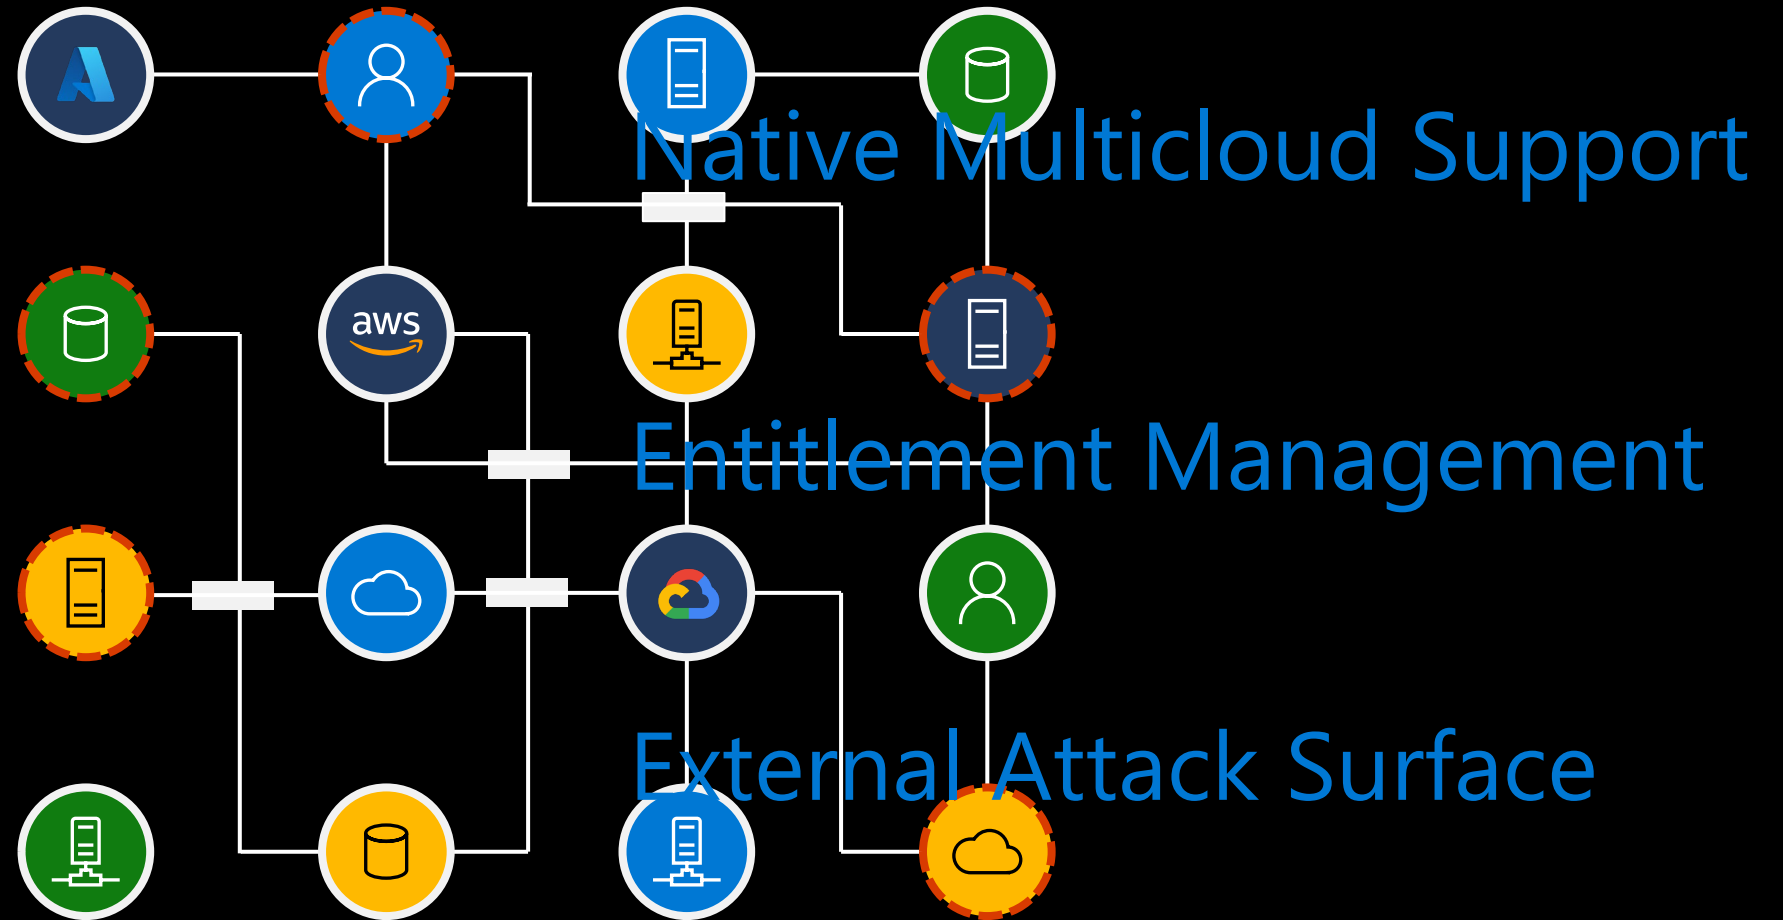 Native Multicloud Support
aws
Entitlement Management
External Attack Surface